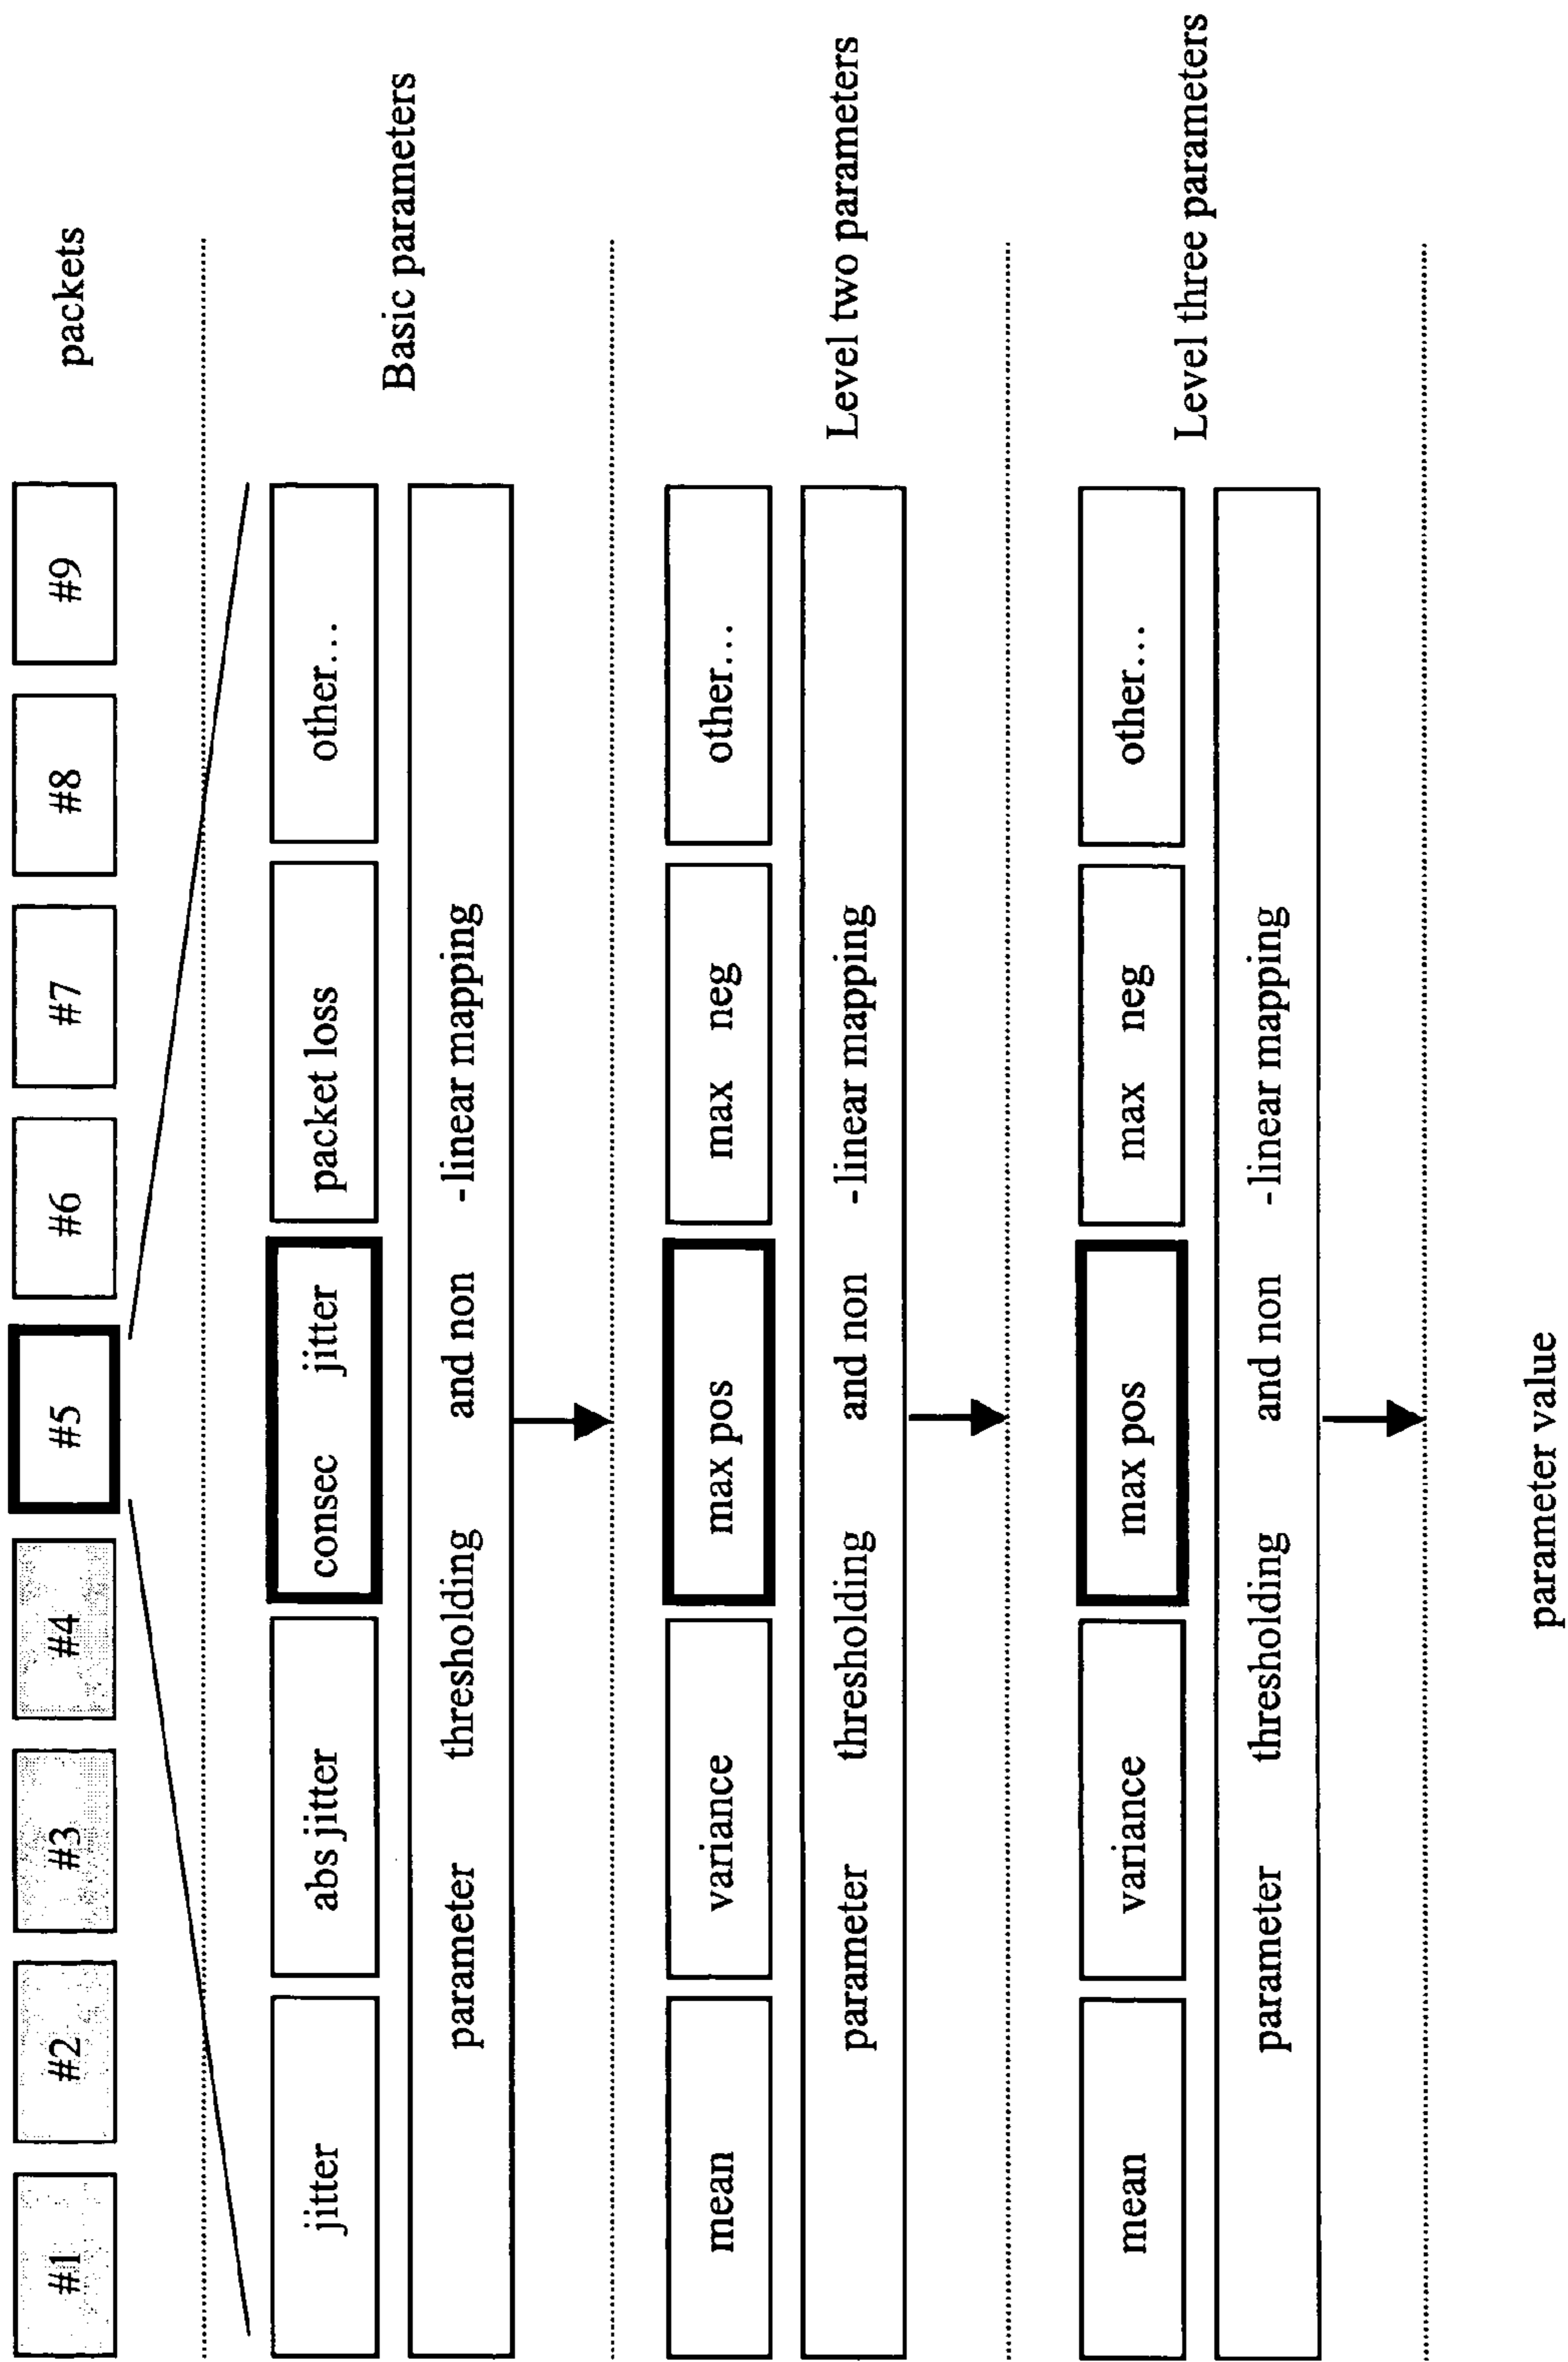 #1 #2 #3 #4 #5 #6 #7 #8 #9 packets
jitter abs jitter consec jitter packet loss other...
Basic parameters
parameter thresholding and non -linear mapping
mean variance max pos max neg other...
Level two parameters
parameter thresholding and non -linear mapping
mean variance max pos max neg other...
Level three parameters
parameter thresholding and non -linear mapping
parameter value